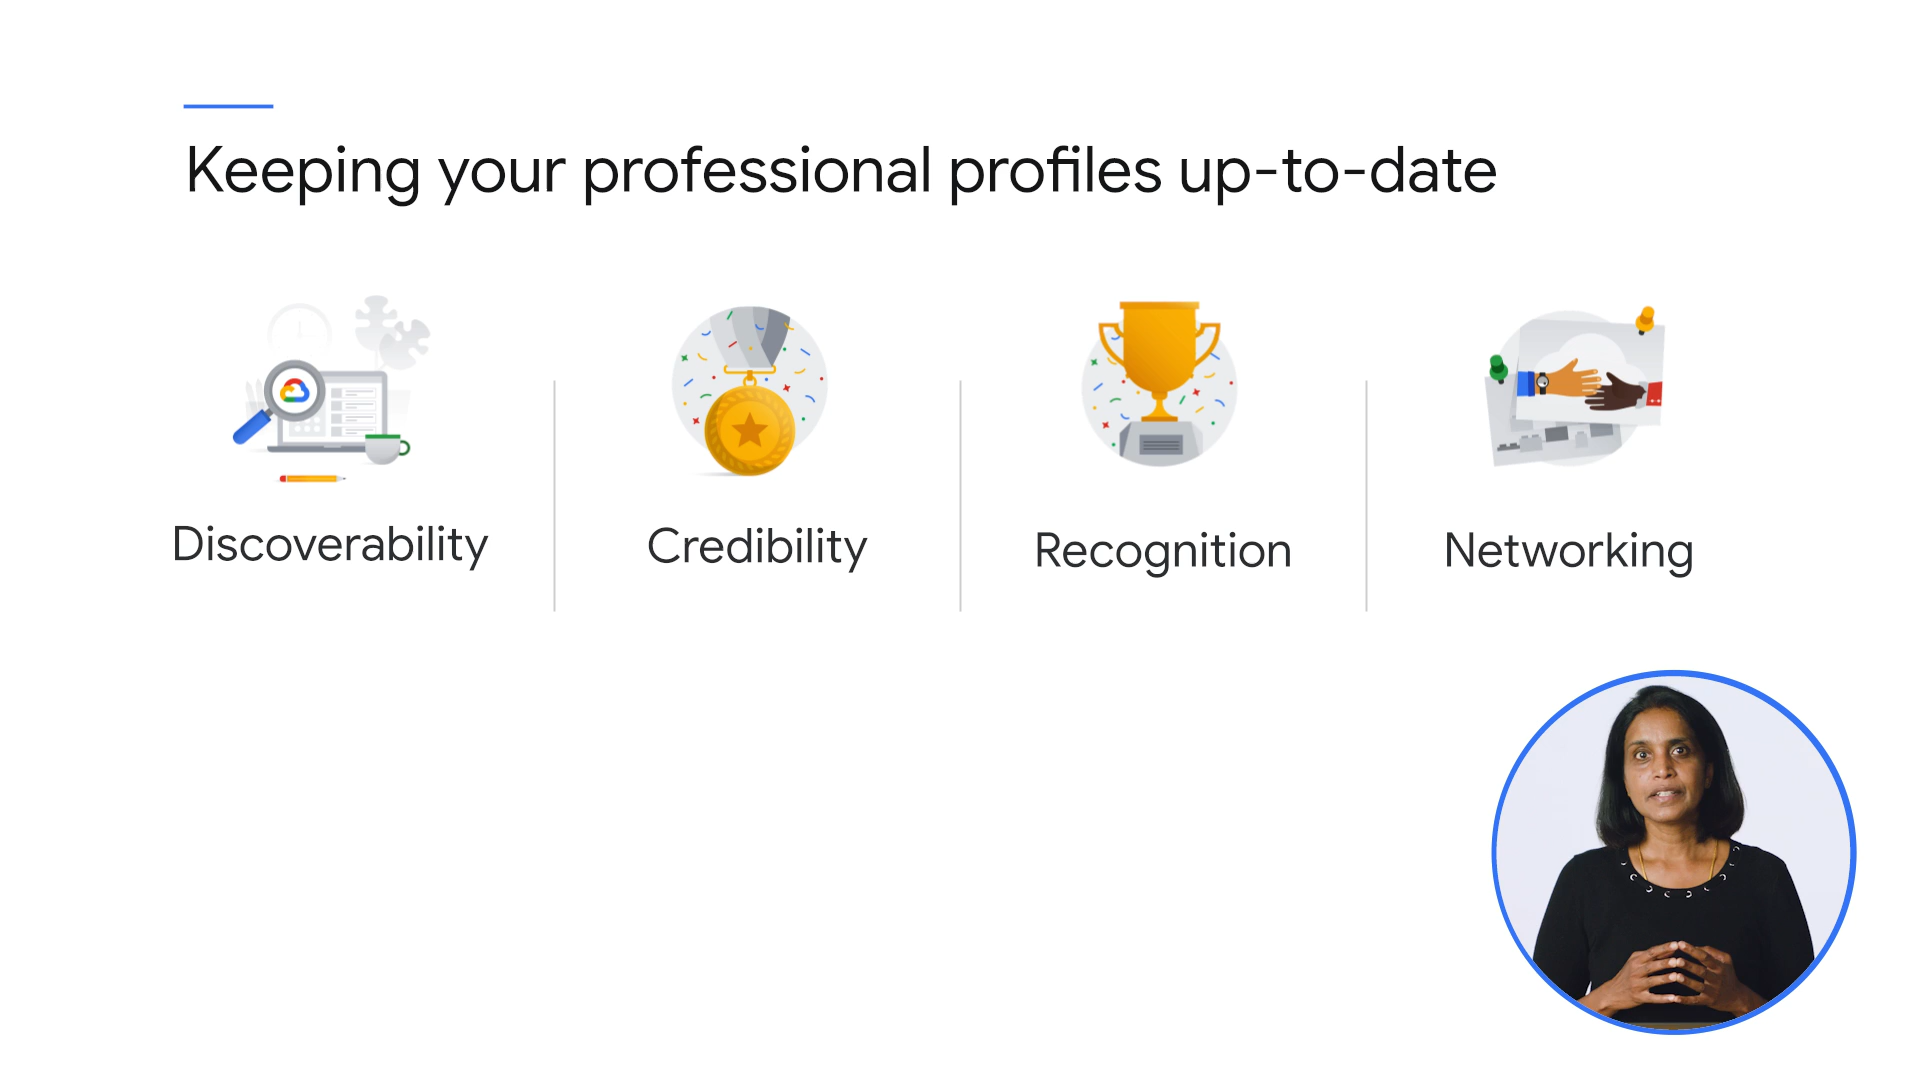 Keeping your professional profiles up-to-date
Discoverability
Credibility
Recognition
Networking